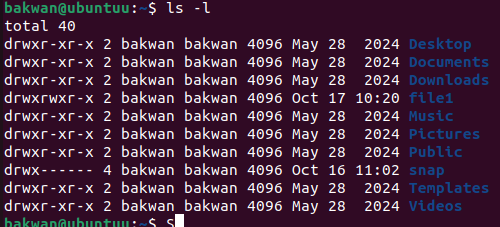 bakwan@ubuntuu:~$ ls -l
total 40
drwxr-xr-x 2 bakwan bakwan 4096 May 28  2024 Desktop
drwxr-xr-x 2 bakwan bakwan 4096 May 28  2024 Documents
drwxr-xr-x 2 bakwan bakwan 4096 May 28  2024 Downloads
drwxrwxr-x 2 bakwan bakwan 4096 Oct 17 10:20 file1
drwxr-xr-x 2 bakwan bakwan 4096 May 28  2024 Music
drwxr-xr-x 2 bakwan bakwan 4096 May 28  2024 Pictures
drwxr-xr-x 2 bakwan bakwan 4096 May 28  2024 Public
drwx------ 4 bakwan bakwan 4096 Oct 16 11:02 snap
drwxr-xr-x 2 bakwan bakwan 4096 May 28  2024 Templates
drwxr-xr-x 2 bakwan bakwan 4096 May 28  2024 Videos
bakwan@ubuntuu:~$ S